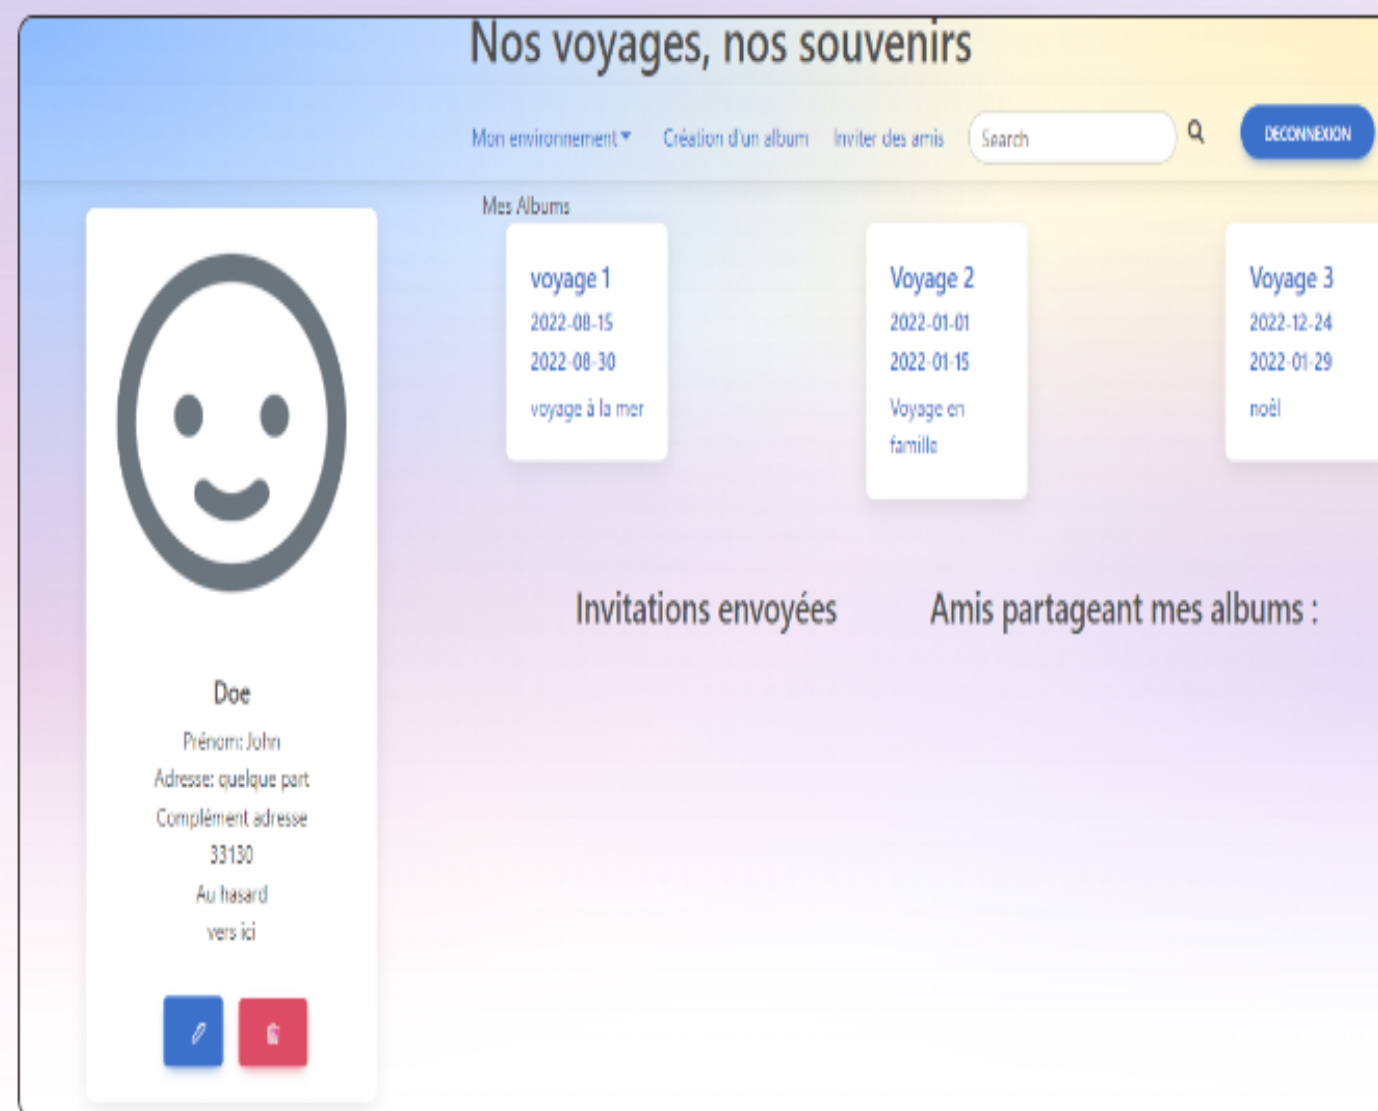 Nos voyages, nos souvenirs
Mon environnement
Création d'un album
Inviter des amis
Search
DECONNEXION
Mes Albums
voyage 1
2022-08-15
2022-08-30
voyage à la mer
Voyage 2
2022-01-01
2022-01-15
Voyage en
famille
Voyage 3
2022-12-24
2022-01-29
noêl
Invitations envoyées
Amis partageant mes albums :
Doe
Prénom: John
Adresse: quelque part
Complément adresse
33130
Au hasard
vers ici